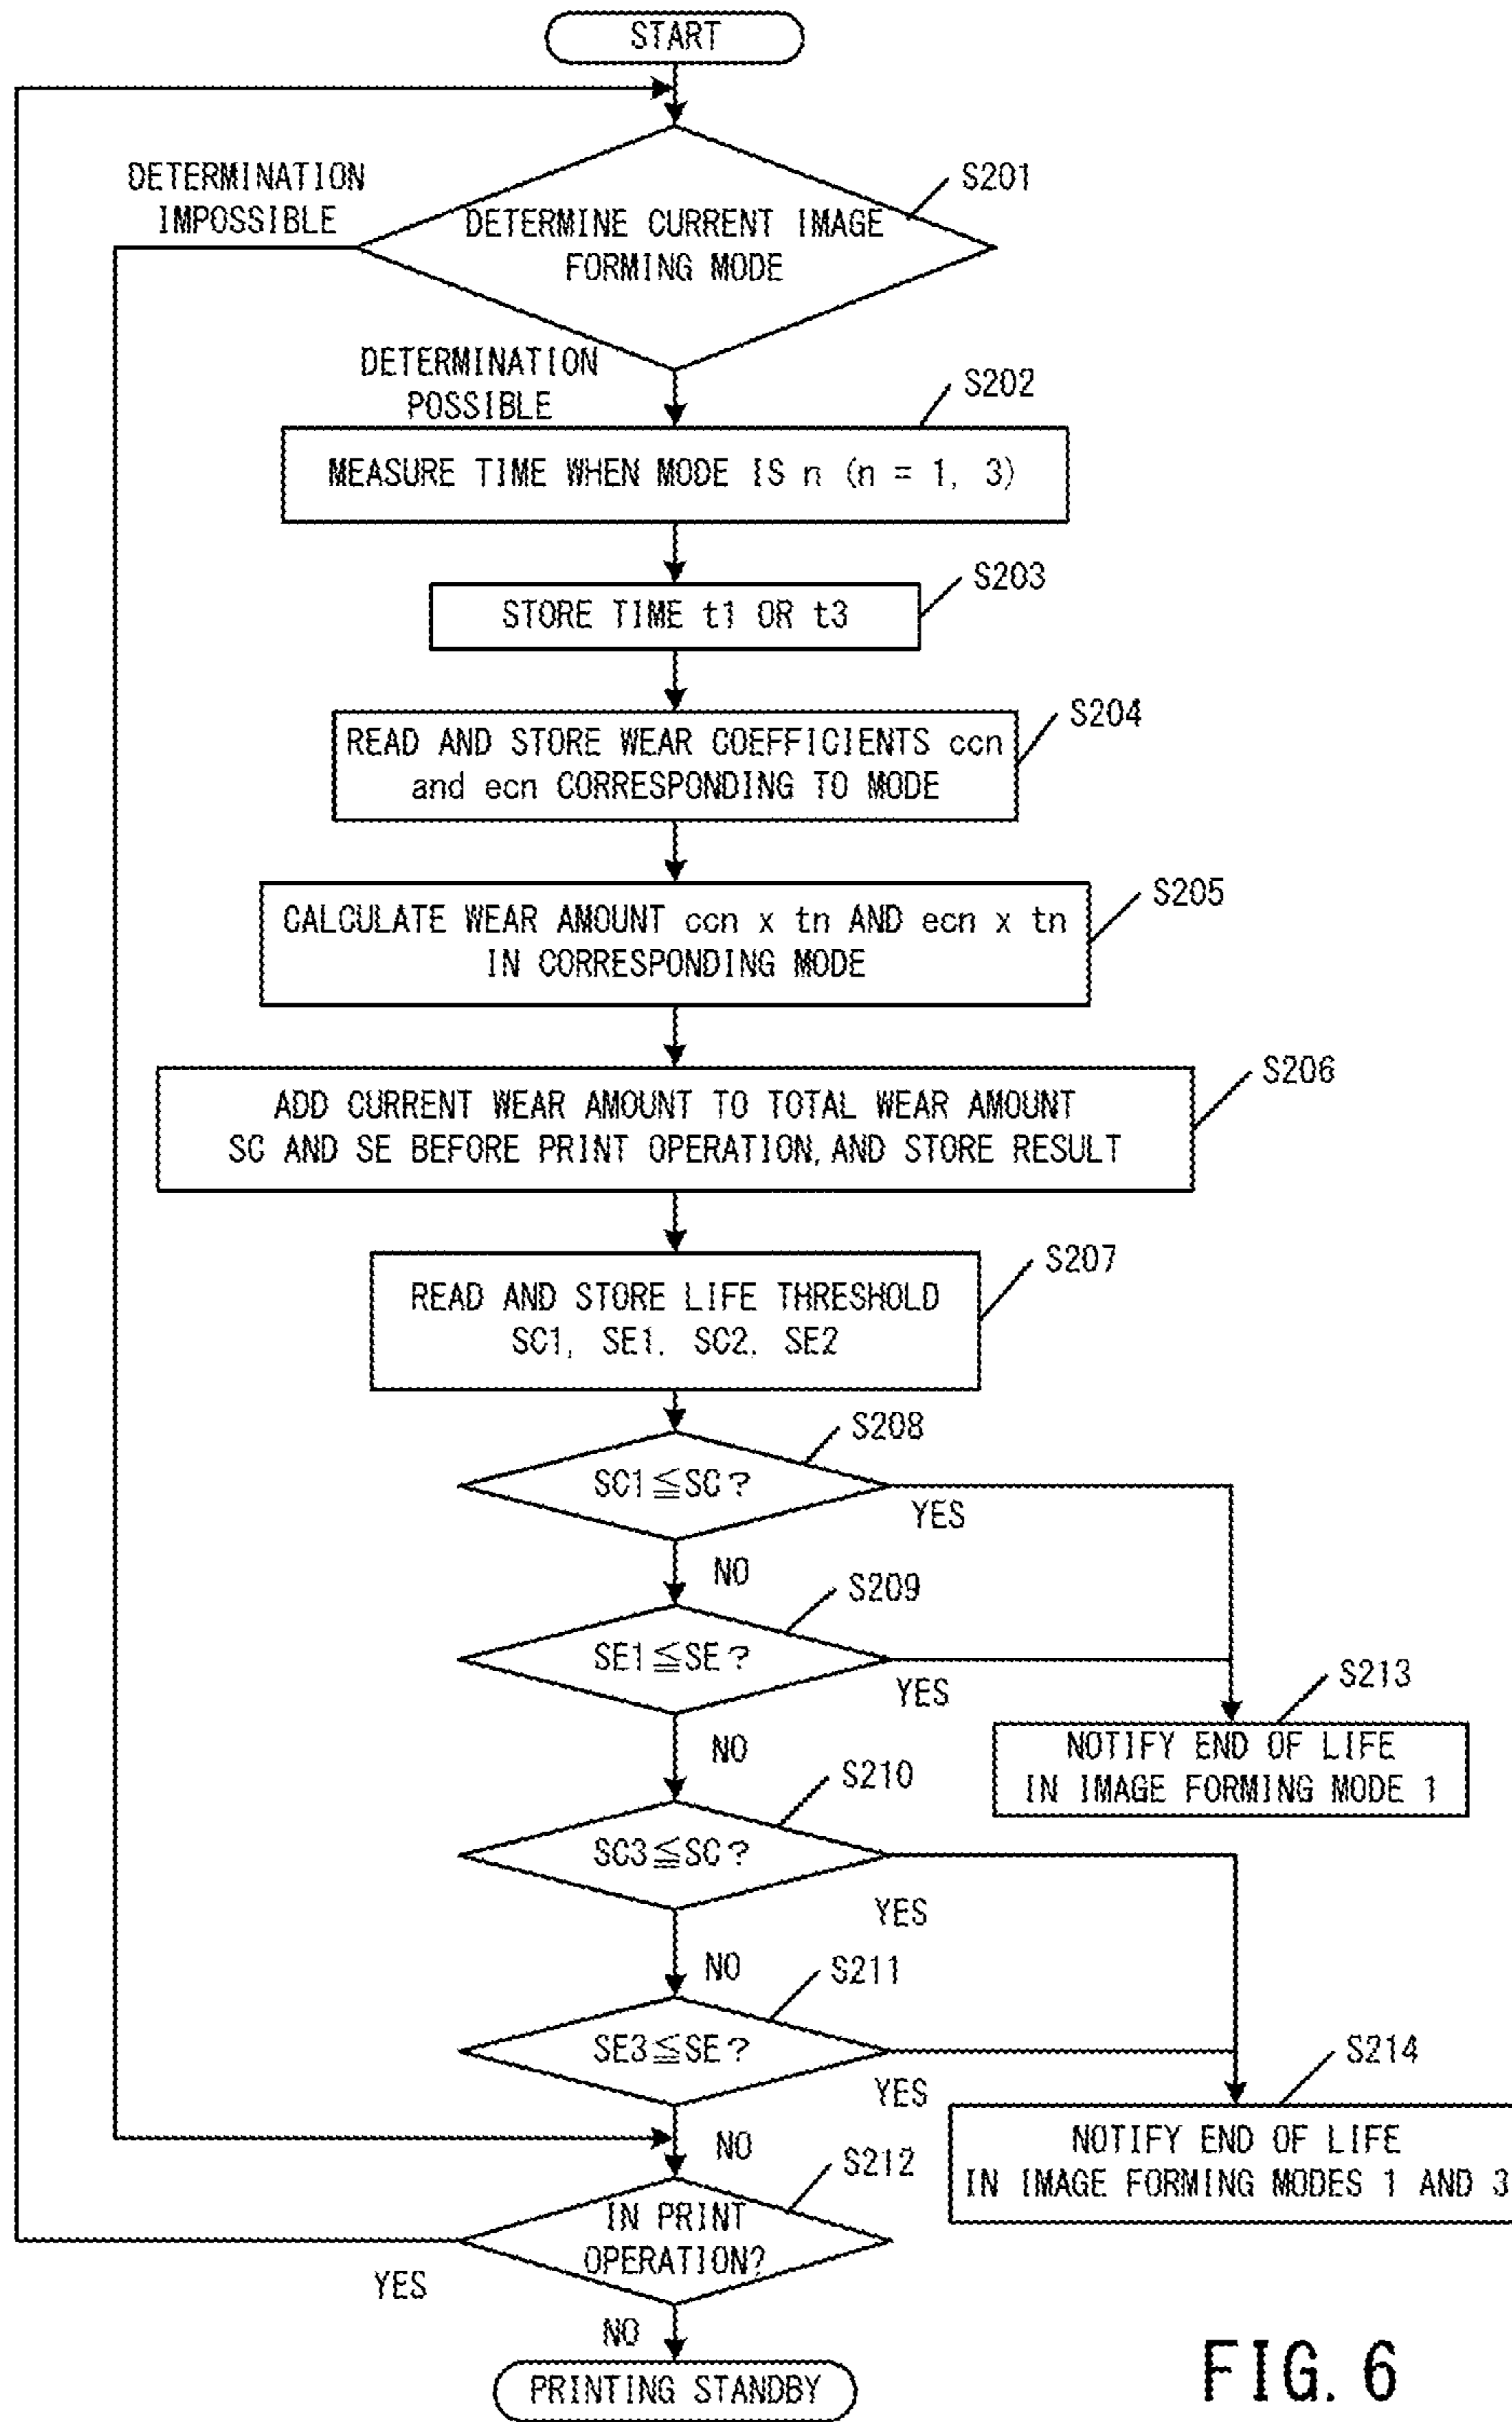 START
DETERMINATION
IMPOSSIBLE
S201
DETERMINE CURRENT IMAGE
FORMING MODE
DETERMINATION
POSSIBLE
S202
MEASURE TIME WHEN MODE IS n (n = 1, 3)
S203
STORE TIME t1 OR t3
S204
READ AND STORE WEAR COEFFICIENTS ccn
and ecn CORRESPONDING TO MODE
S205
CALCULATE WEAR AMOUNT ccn x tn AND ecn x tn
IN CORRESPONDING MODE
S206
ADD CURRENT WEAR AMOUNT TO TOTAL WEAR AMOUNT
SC AND SE BEFORE PRINT OPERATION, AND STORE RESULT
S207
READ AND STORE LIFE THRESHOLD
SC1, SE1, SC2, SE2
S208
SC1≦SC?
YES
NO
S209
SE1≦SE?
YES
S213
NOTIFY END OF LIFE
IN IMAGE FORMING MODE 1
NO
S210
SC3≦SC?
YES
NO
S211
SE3≦SE?
YES
S214
NOTIFY END OF LIFE
IN IMAGE FORMING MODES 1 AND 3
NO
S212
IN PRINT
OPERATION?
YES
NO
PRINTING STANDBY
FIG. 6